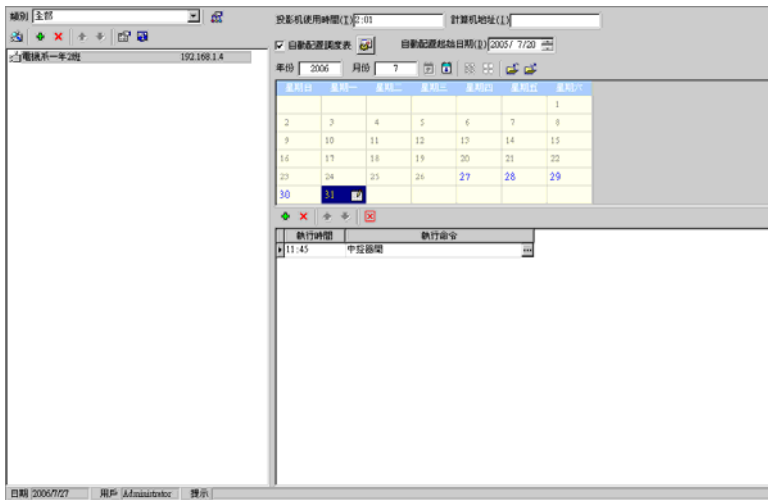 類別 全部
電機系一年2班 192.168.1.4
投影机使用時間(T) 2:01 計算机地址(I)
自動配置調度表 自動配置起始日期(D) 2005/ 7/20
年份 2006 月份 7
星期日 星期一 星期二 星期三 星期四 星期五 星期六
1
2 3 4 5 6 7 8
9 10 11 12 13 14 15
16 17 18 19 20 21 22
23 24 25 26 27 28 29
30 31
執行時間 執行命令
11:45 中控器開 ...
日期 2006/7/27 用戶 Administrator 提示